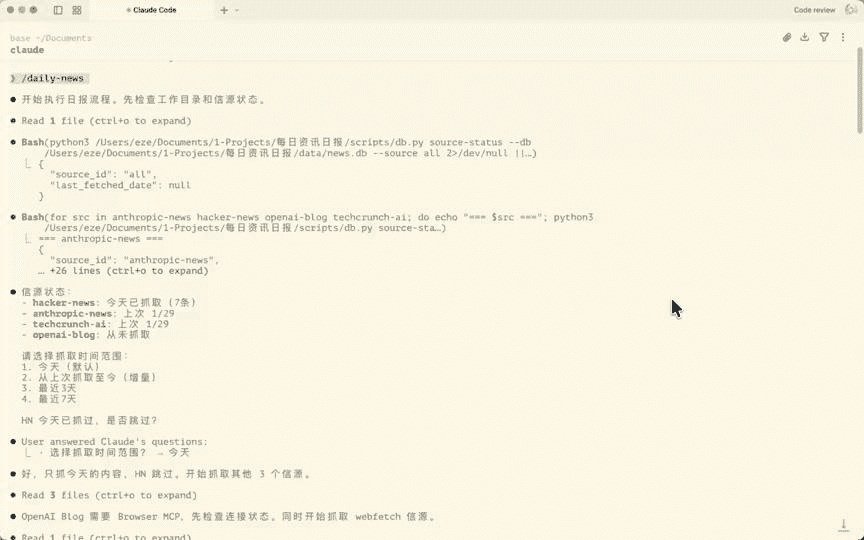 ✳ Claude Code
Code review
base ~/Documents
claude
❯ /daily-news
● 开始执行日报流程。先检查工作目录和信源状态。
● Read 1 file (ctrl+o to expand)
● Bash(python3 /Users/eze/Documents/1-Projects/每日资讯日报/scripts/db.py source-status --db
/Users/eze/Documents/1-Projects/每日资讯日报/data/news.db --source all 2>/dev/null ||…)
⎿ {
"source_id": "all",
"last_fetched_date": null
}
● Bash(for src in anthropic-news hacker-news openai-blog techcrunch-ai; do echo "=== $src ==="; python3
/Users/eze/Documents/1-Projects/每日资讯日报/scripts/db.py source-sta…)
⎿ === anthropic-news ===
{
"source_id": "anthropic-news",
… +26 lines (ctrl+o to expand)
● 信源状态：
- hacker-news: 今天已抓取 (7条)
- anthropic-news: 上次 1/29
- techcrunch-ai: 上次 1/29
- openai-blog: 从未抓取
请选择抓取时间范围：
1. 今天 (默认)
2. 从上次抓取至今 (增量)
3. 最近3天
4. 最近7天
HN 今天已抓过，是否跳过？
● User answered Claude's questions:
⎿ · 选择抓取时间范围？ → 今天
● 好，只抓今天的内容，HN 跳过。开始抓取其他 3 个信源。
● Read 3 files (ctrl+o to expand)
● OpenAI Blog 需要 Browser MCP，先检查连接状态。同时开始抓取 webfetch 信源。
● Read 1 file (ctrl+o to expand)